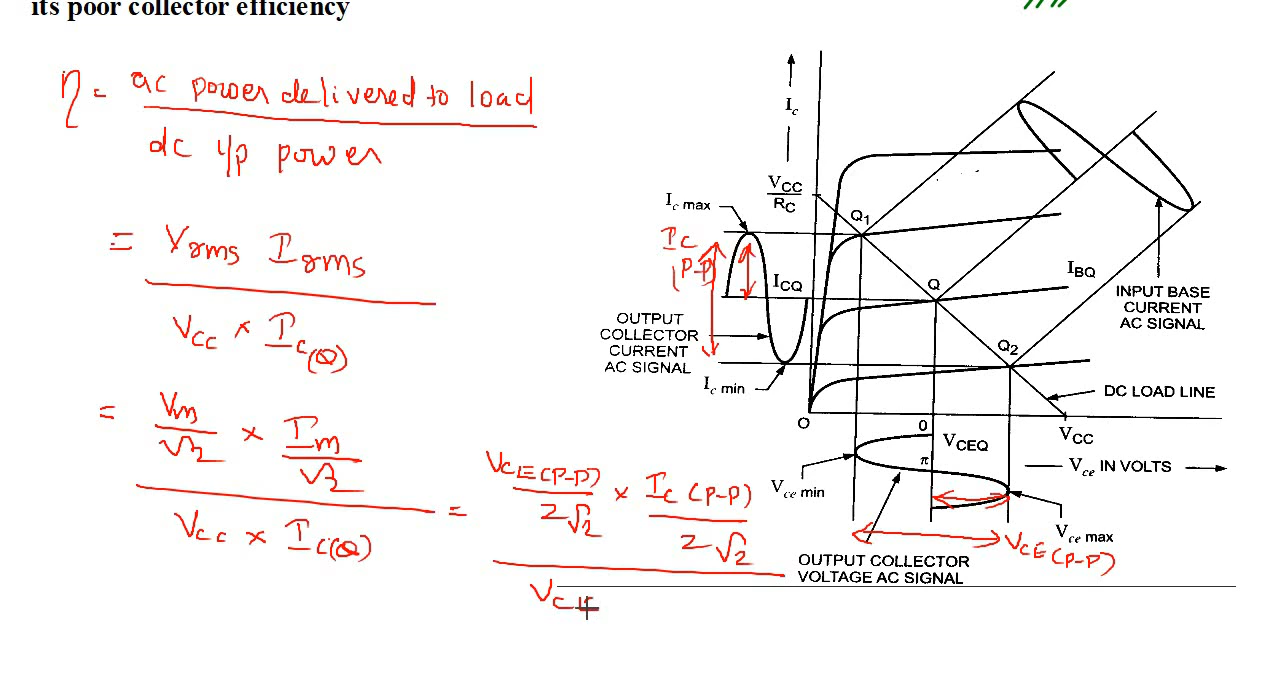 its poor collector efficiency
η = ac power delivered to load
dc i/p power
= Vrms Irms
VCC × IC(Q)
= Vm/√2 × Im/√2
VCC × IC(Q)
= VCE(P-P)/2√2 × IC(P-P)/2√2
VCC
Ic
VCC
RC
Ic max
IC
(P-P)
ICQ
OUTPUT
COLLECTOR
CURRENT
AC SIGNAL
Ic min
Q1
Q
Q2
IBQ
INPUT BASE
CURRENT
AC SIGNAL
DC LOAD LINE
O
0
VCEQ
VCC
π
Vce IN VOLTS
Vce min
Vce max
VCE(P-P)
OUTPUT COLLECTOR
VOLTAGE AC SIGNAL